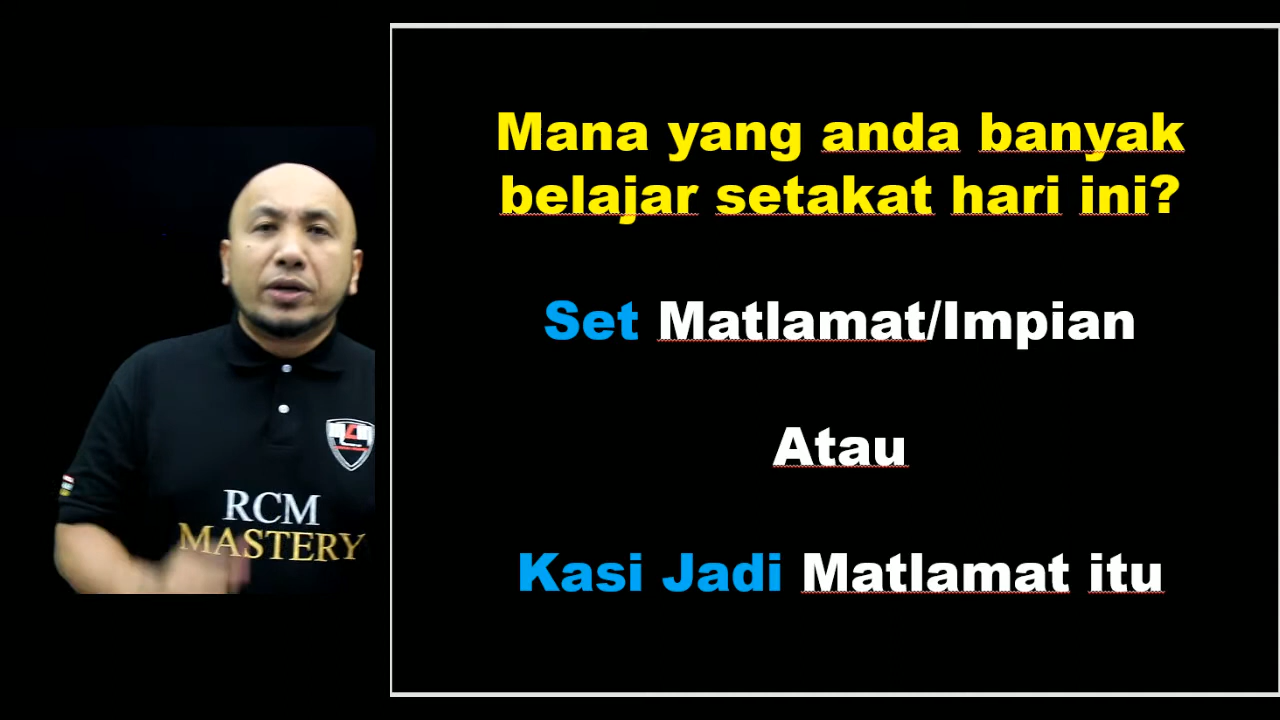 Mana yang anda banyak
belajar setakat hari ini?
Set Matlamat/Impian
Atau
Kasi Jadi Matlamat itu
RCM
MASTERY